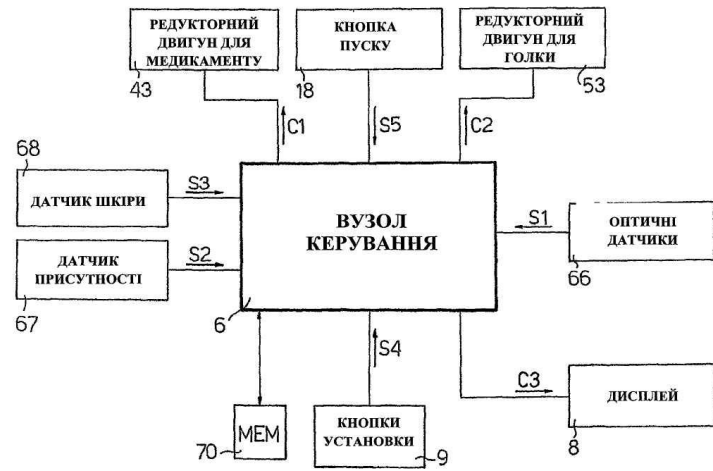 РЕДУКТОРНИЙ
ДВИГУН ДЛЯ
МЕДИКАМЕНТУ
43
КНОПКА
ПУСКУ
18
РЕДУКТОРНИЙ
ДВИГУН ДЛЯ
ГОЛКИ
53
C1
S5
C2
68
ДАТЧИК ШКІРИ
S3
ДАТЧИК
ПРИСУТНОСТІ
67
S2
ВУЗОЛ
КЕРУВАННЯ
6
S1
ОПТИЧНІ
ДАТЧИКИ
66
S4
C3
MEM
70
КНОПКИ
УСТАНОВКИ
9
ДИСПЛЕЙ
8